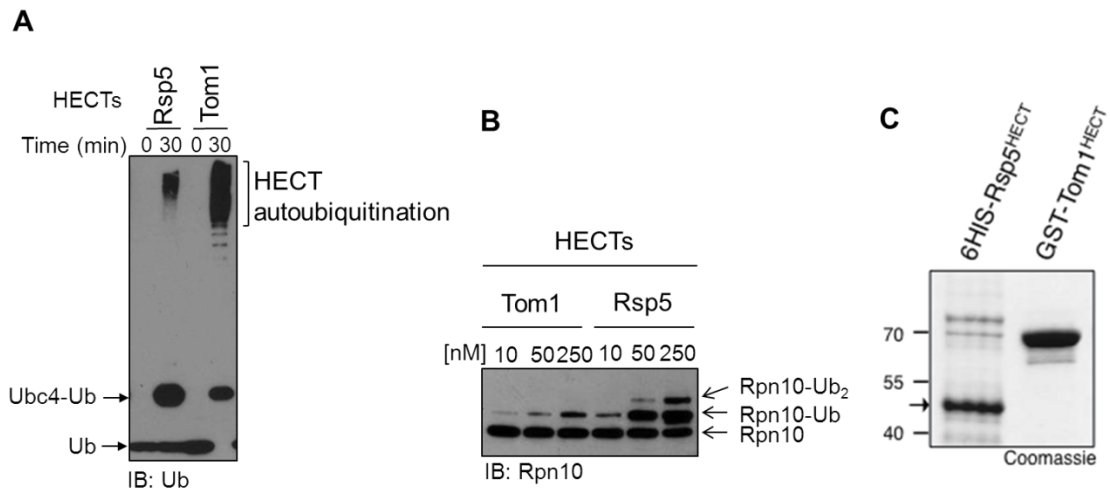 A
HECTs
Rsp5
Tom1
Time (min) 0 30 0 30
HECT
autoubiquitination
Ubc4-Ub
Ub
IB: Ub
B
HECTs
Tom1 Rsp5
[nM] 10 50 250 10 50 250
Rpn10-Ub₂
Rpn10-Ub
Rpn10
IB: Rpn10
C
6HIS-Rsp5ᴴᴱᶜᵀ
GST-Tom1ᴴᴱᶜᵀ
70
55
40
Coomassie